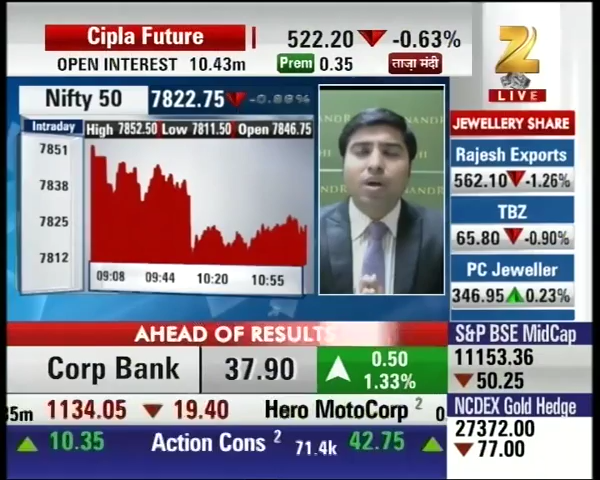 Cipla Future 522.20 -0.63%
OPEN INTEREST 10.43m Prem 0.35 ताज़ा मंदी
Z
LIVE
Nifty 50 7822.75
Intraday High 7852.50 Low 7811.50 Open 7846.75
7851
7838
7825
7812
09:08 09:44 10:20 10:55
JEWELLERY SHARE
Rajesh Exports
562.10 -1.26%
TBZ
65.80 -0.90%
PC Jeweller
346.95 0.23%
AHEAD OF RESULTS
Corp Bank 37.90 0.50
1.33%
S&P BSE MidCap
11153.36
50.25
35m 1134.05 19.40 Hero MotoCorp 2
10.35 Action Cons 2 71.4k 42.75
NCDEX Gold Hedge
27372.00
77.00